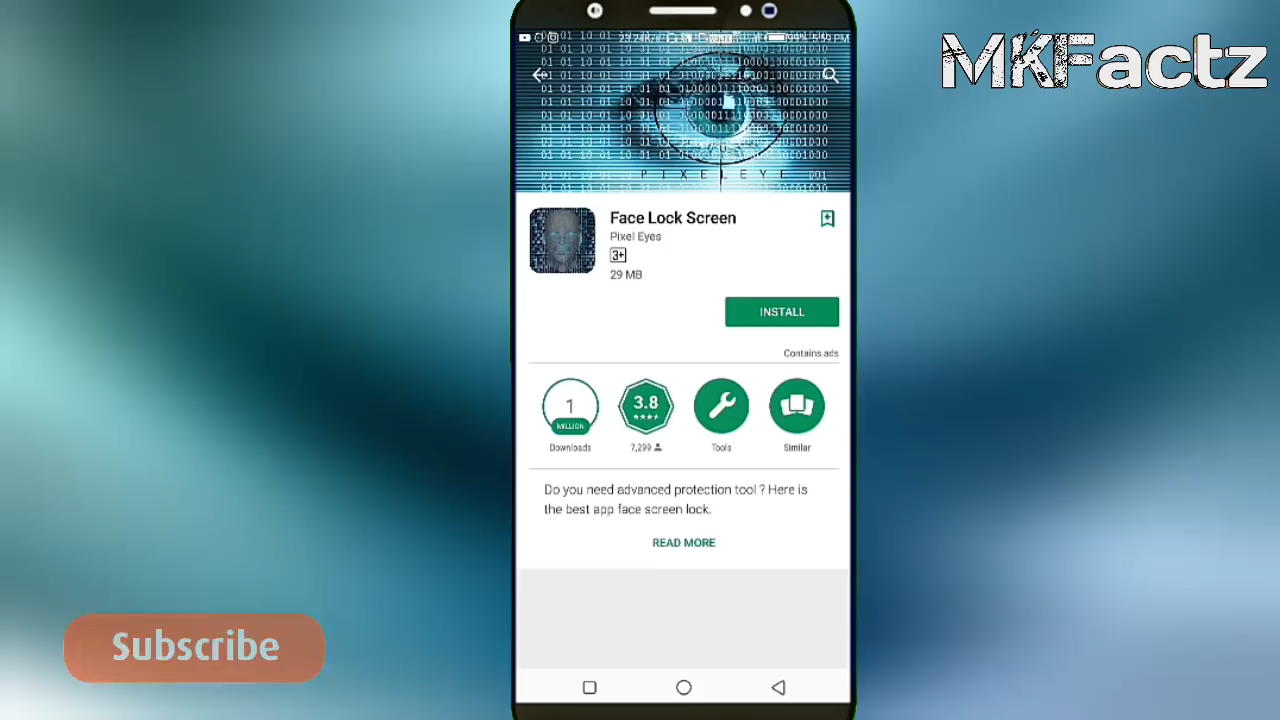 MKFactz
PIXELEYE 001
Face Lock Screen
Pixel Eyes
3+
29 MB
INSTALL
Contains ads
1
MILLION
3.8
Downloads
7,299
Tools
Similar
Do you need advanced protection tool ? Here is
the best app face screen lock.
READ MORE
Subscribe